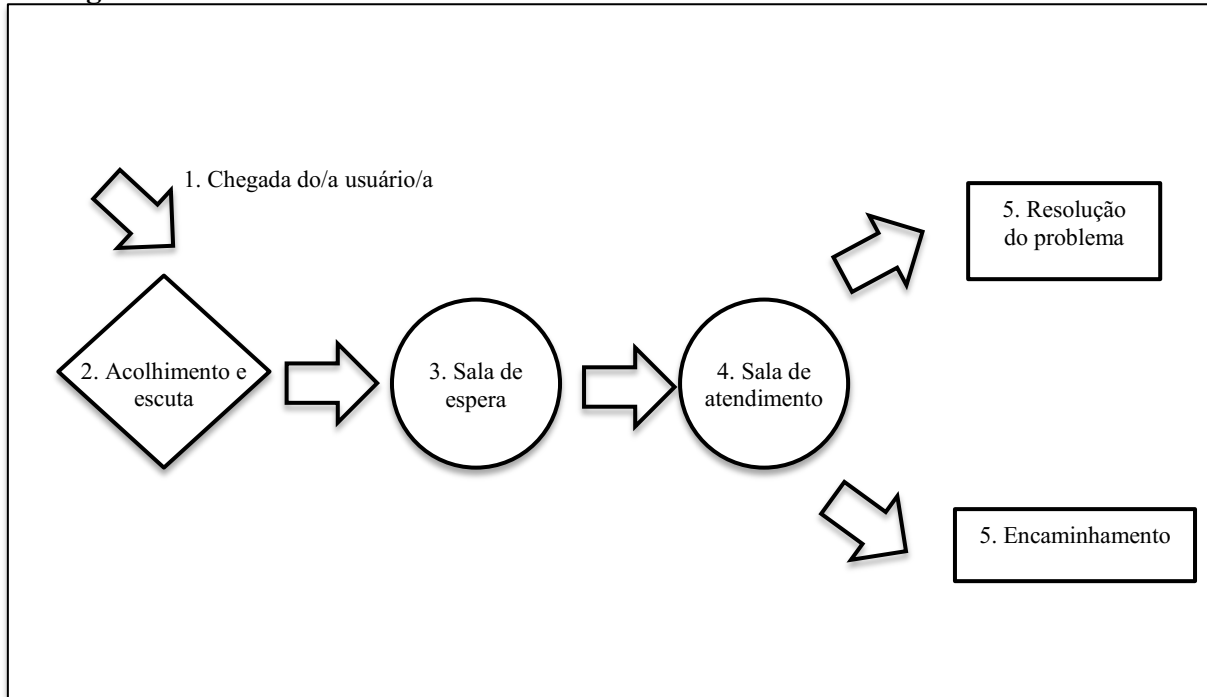 1. Chegada do/a usuário/a
2. Acolhimento e
escuta
3. Sala de
espera
4. Sala de
atendimento
5. Resolução
do problema
5. Encaminhamento